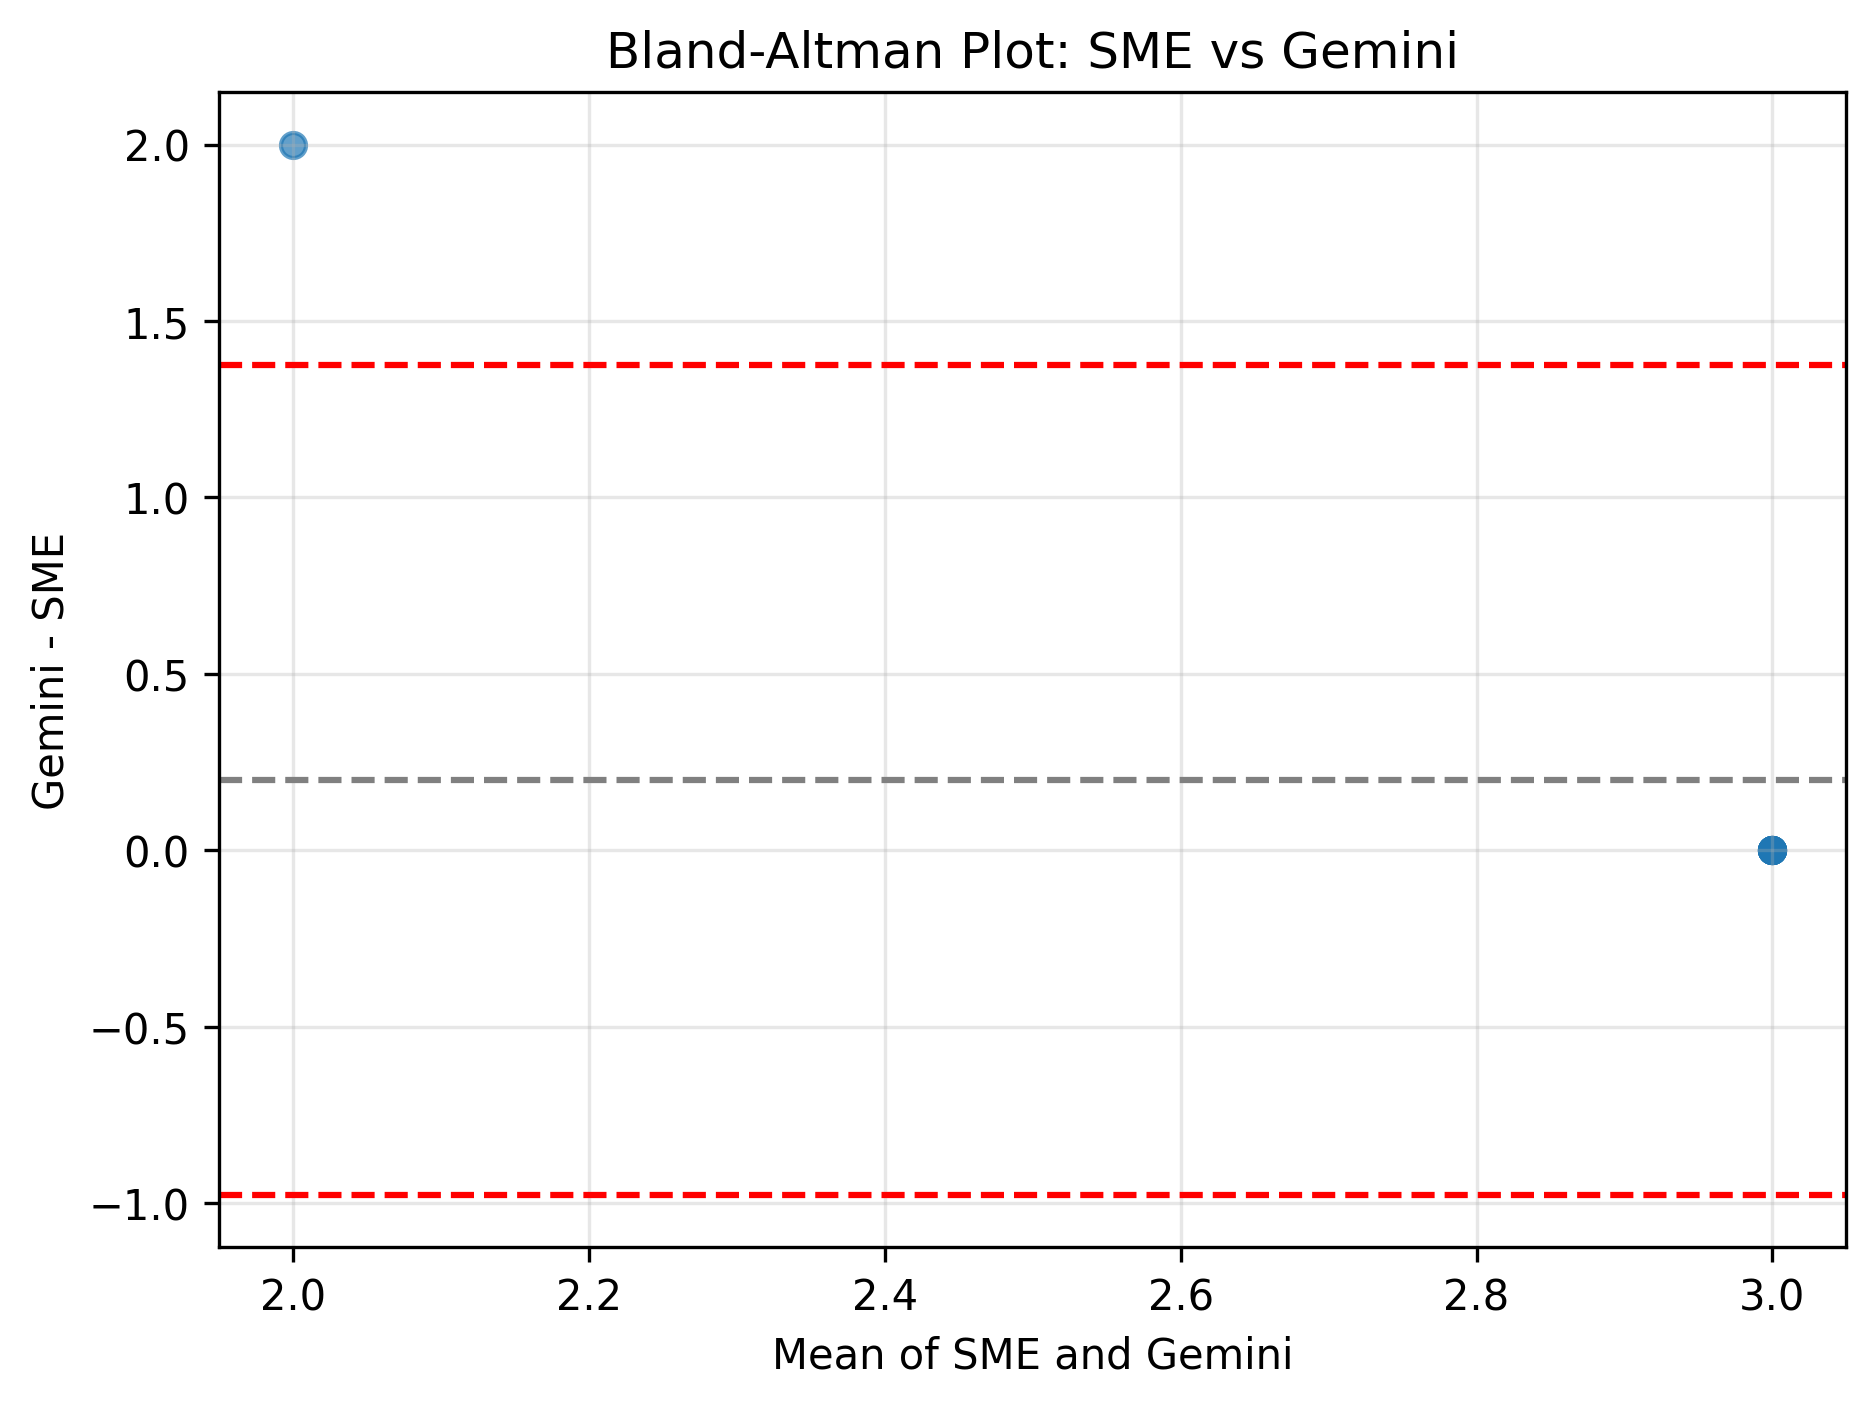 Bland-Altman Plot: SME vs Gemini
2.0
1.5
1.0
0.5
0.0
−0.5
−1.0
Gemini - SME
2.0 2.2 2.4 2.6 2.8 3.0
Mean of SME and Gemini